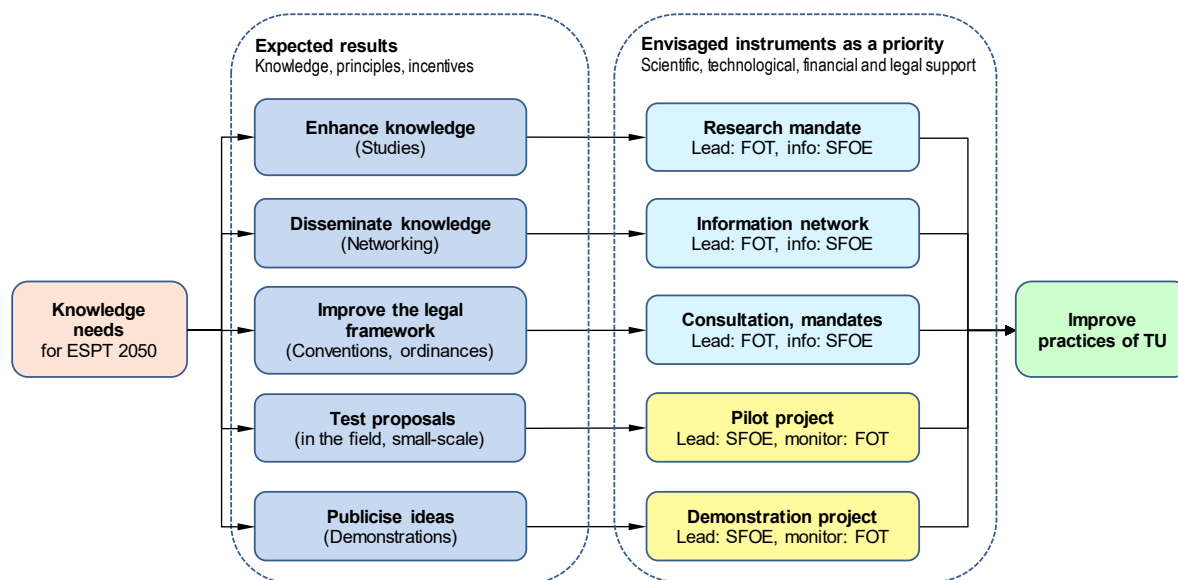 Expected results
Knowledge, principles, incentives
Envisaged instruments as a priority
Scientific, technological, financial and legal support
Enhance knowledge
(Studies)
Research mandate
Lead: FOT, info: SFOE
Disseminate knowledge
(Networking)
Information network
Lead: FOT, info: SFOE
Knowledge
needs
for ESPT 2050
Improve the legal
framework
(Conventions, ordinances)
Consultation, mandates
Lead: FOT, info: SFOE
Improve
practices of TU
Test proposals
(in the field, small-scale)
Pilot project
Lead: SFOE, monitor: FOT
Publicise ideas
(Demonstrations)
Demonstration project
Lead: SFOE, monitor: FOT